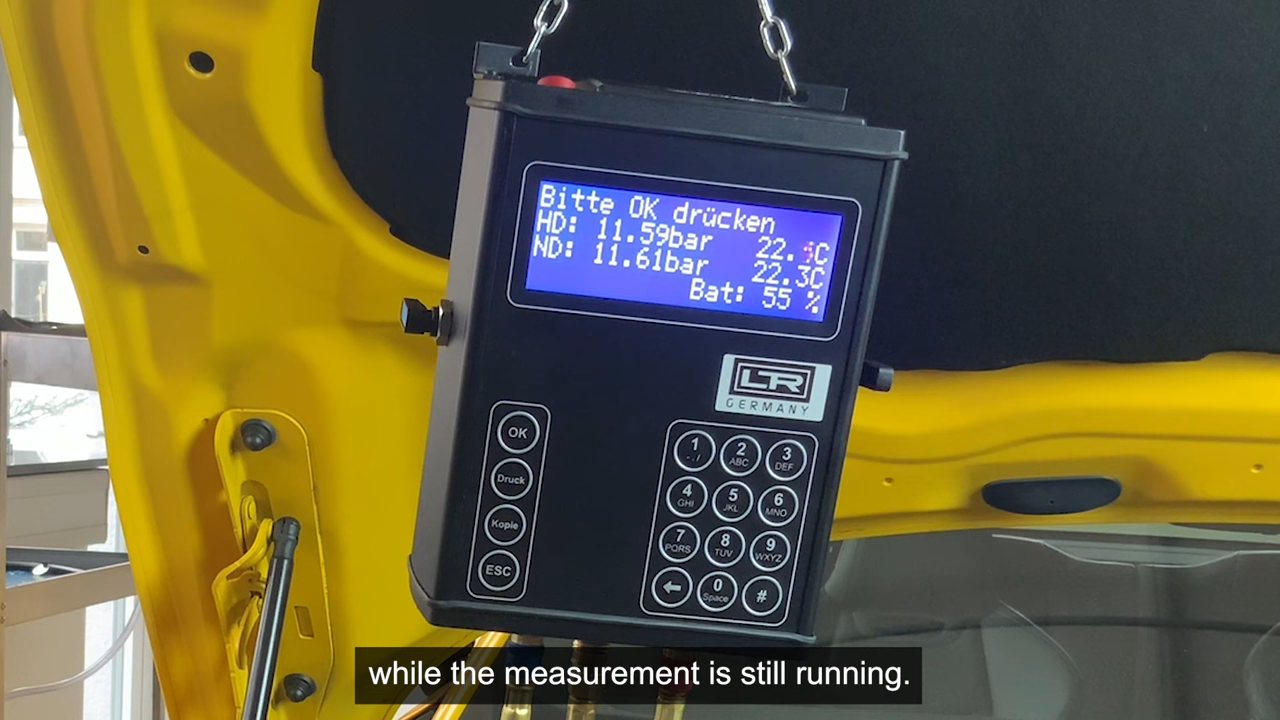 Bitte OK drücken
HD: 11.59bar 22. C
ND: 11.61bar 22.3C
Bat: 55 %
LTR
GERMANY
OK
Druck
Kopie
ESC
1 2 ABC 3 DEF
4 GHI 5 JKL 6 MNO
7 PQRS 8 TUV 9 WXYZ
← 0 Space #
while the measurement is still running.